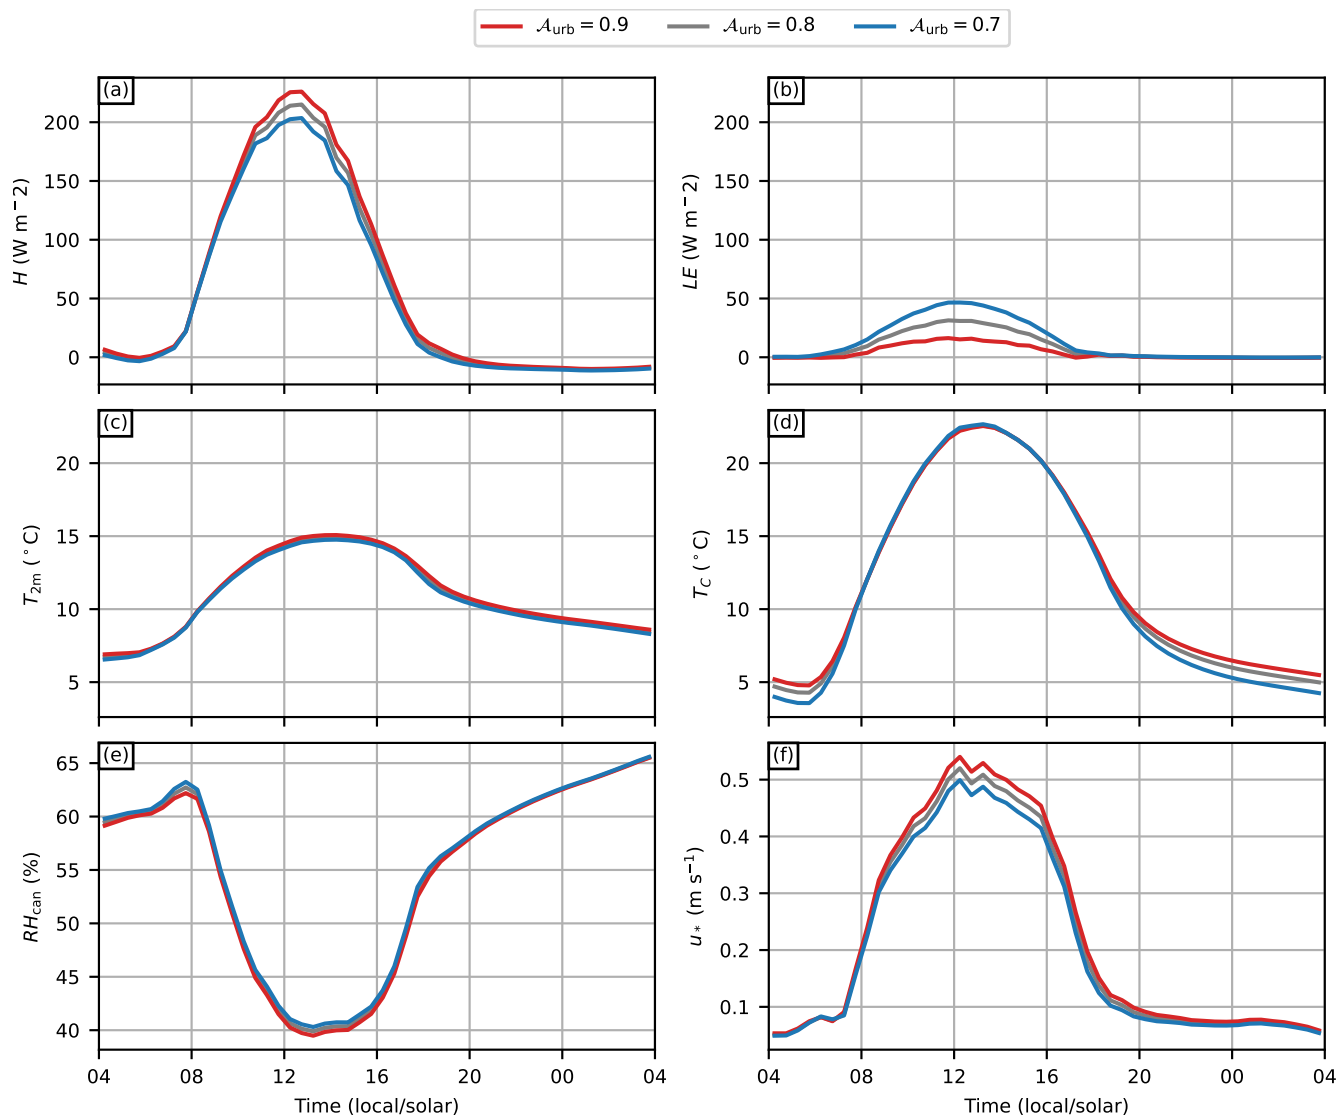 𝒜urb = 0.9 𝒜urb = 0.8 𝒜urb = 0.7
(a)
200
150
100
50
0
H (W m−2)
(b)
200
150
100
50
0
LE (W m−2)
(c)
20
15
10
5
T2m (°C)
(d)
20
15
10
5
TC (°C)
(e)
65
60
55
50
45
40
RHcan (%)
04 08 12 16 20 00 04
Time (local/solar)
(f)
0.5
0.4
0.3
0.2
0.1
u* (m s−1)
04 08 12 16 20 00 04
Time (local/solar)